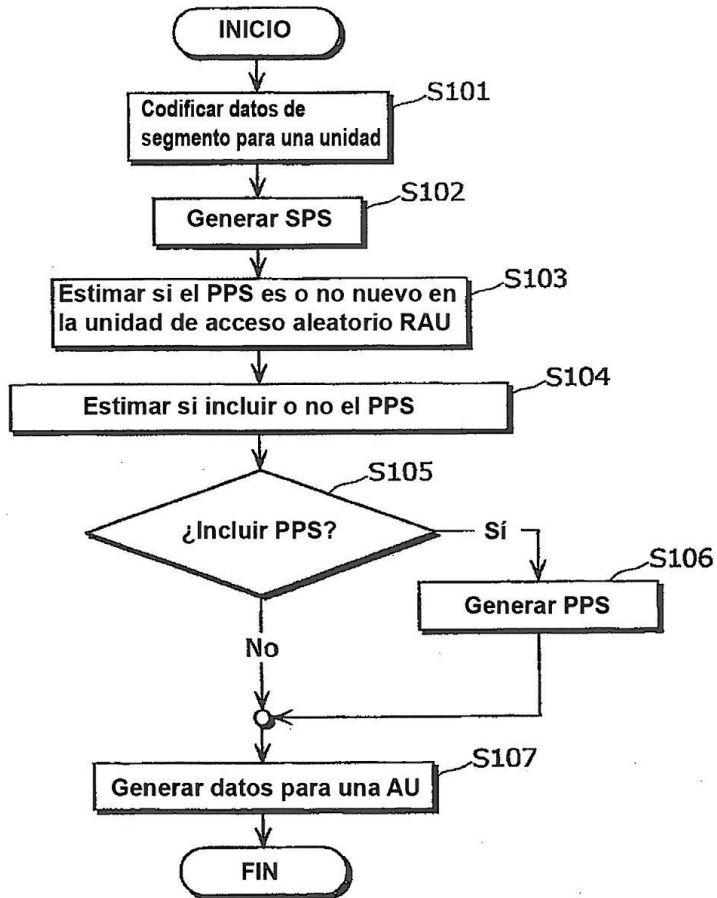 INICIO
S101
Codificar datos de
segmento para una unidad
S102
Generar SPS
S103
Estimar si el PPS es o no nuevo en
la unidad de acceso aleatorio RAU
S104
Estimar si incluir o no el PPS
S105
¿Incluir PPS?
Sí
S106
Generar PPS
No
S107
Generar datos para una AU
FIN